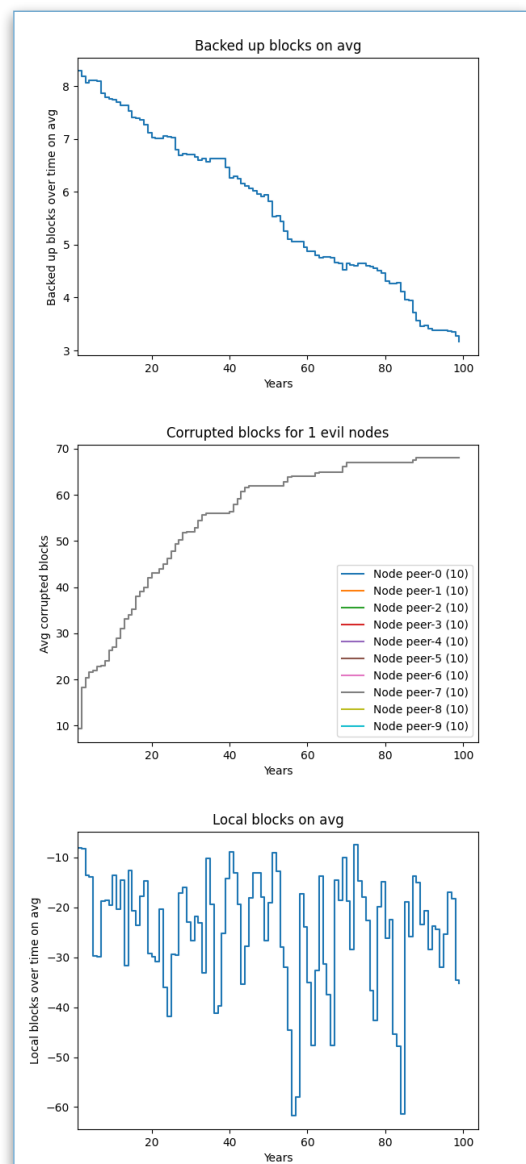 Backed up blocks on avg
Backed up blocks over time on avg
8
7
6
5
4
3
20 40 60 80 100
Years
Corrupted blocks for 1 evil nodes
Avg corrupted blocks
70
60
50
40
30
20
10
Node peer-0 (10)
Node peer-1 (10)
Node peer-2 (10)
Node peer-3 (10)
Node peer-4 (10)
Node peer-5 (10)
Node peer-6 (10)
Node peer-7 (10)
Node peer-8 (10)
Node peer-9 (10)
20 40 60 80 100
Years
Local blocks on avg
Local blocks over time on avg
−10
−20
−30
−40
−50
−60
20 40 60 80 100
Years